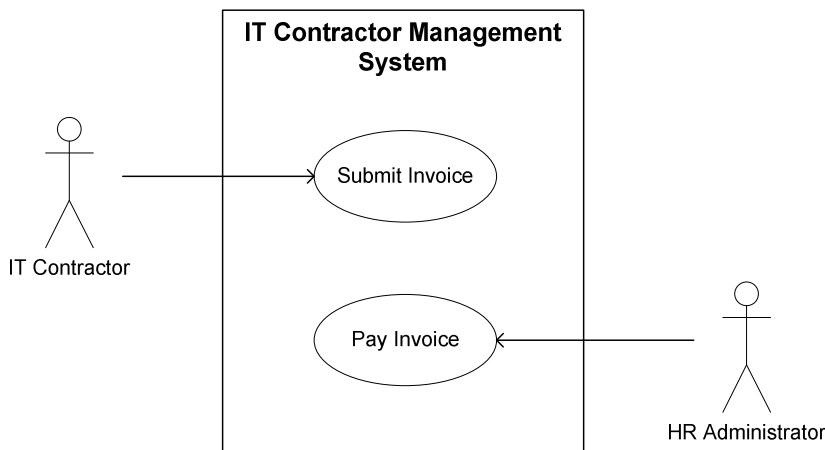 IT Contractor Management
System
Submit Invoice
IT Contractor
Pay Invoice
HR Administrator